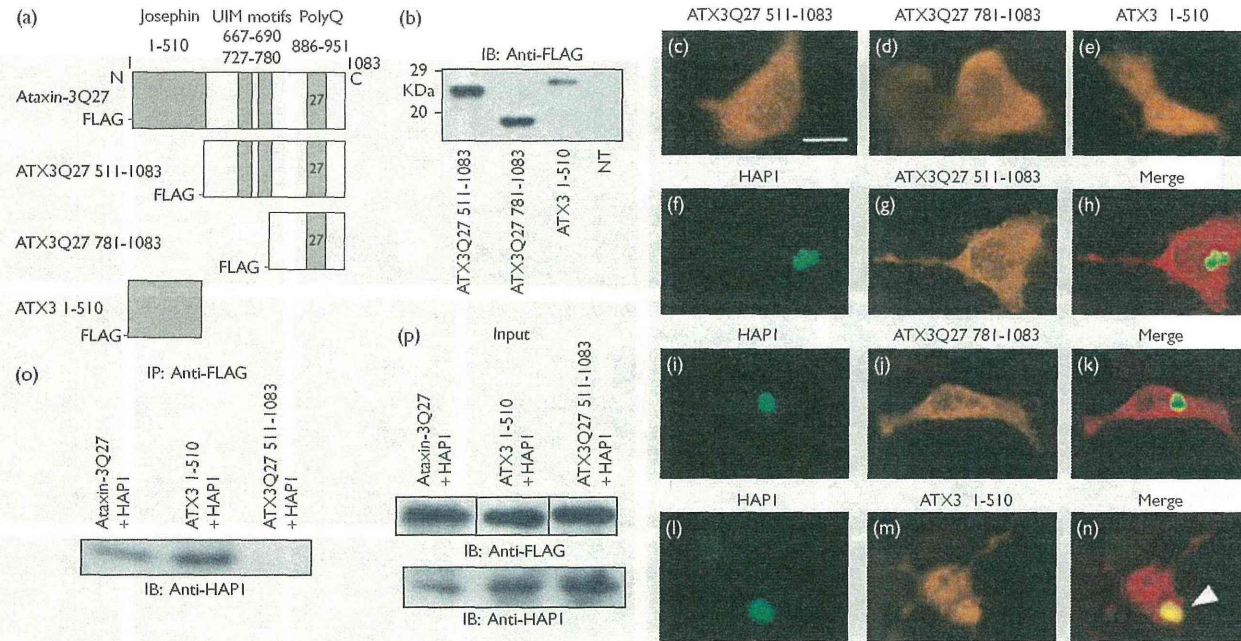 (a)
Josephin UIM motifs PolyQ
1-510 667-690 886-951
727-780
1083
N C
Ataxin-3Q27
27
FLAG
ATX3Q27 511-1083
27
FLAG
ATX3Q27 781-1083
27
FLAG
ATX3 1-510
FLAG
(b)
IB: Anti-FLAG
29
KDa
20
ATX3Q27 511-1083
ATX3Q27 781-1083
ATX3 1-510
NT
(o)
IP: Anti-FLAG
Ataxin-3Q27
+HAP1
ATX3 1-510
+HAP1
ATX3Q27 511-1083
+HAP1
IB: Anti-HAP1
(p)
Input
Ataxin-3Q27
+HAP1
ATX3 1-510
+HAP1
ATX3Q27 511-1083
+HAP1
IB: Anti-FLAG
IB: Anti-HAP1
ATX3Q27 511-1083 ATX3Q27 781-1083 ATX3 1-510
(c) (d) (e)
HAP1 ATX3Q27 511-1083 Merge
(f) (g) (h)
HAP1 ATX3Q27 781-1083 Merge
(i) (j) (k)
HAP1 ATX3 1-510 Merge
(l) (m) (n)